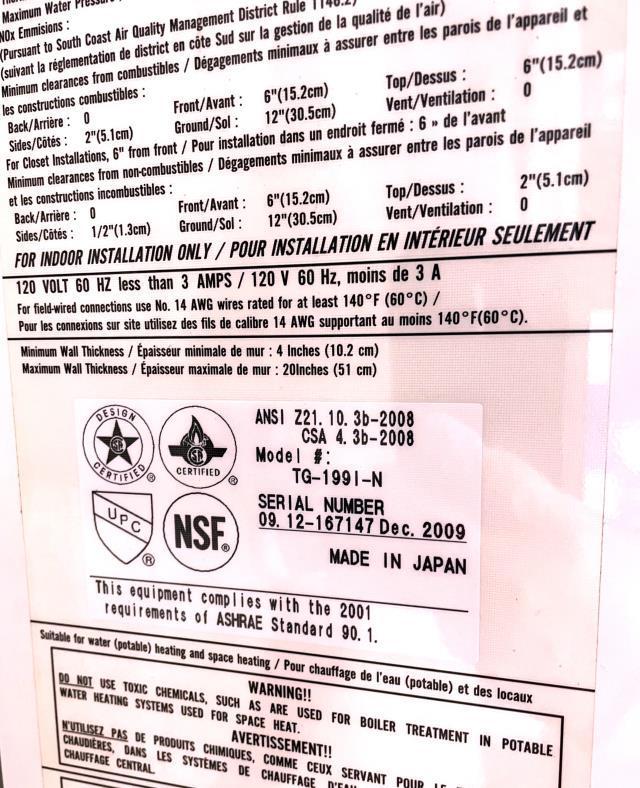 Maximum Water Pressure :
NOx Emmisions :
(Pursuant to South Coast Air Quality Management District Rule 1146.2)
(suivant la réglementation de district en côte Sud sur la gestion de la qualité de l'air)
Minimum clearances from combustibles / Dégagements minimaux à assurer entre les parois de l'appareil et
les constructions combustibles :
Back/Arrière : 0 Front/Avant : 6"(15.2cm) Top/Dessus : 6"(15.2cm)
Sides/Côtés : 2"(5.1cm) Ground/Sol : 12"(30.5cm) Vent/Ventilation : 0
For Closet Installations, 6" from front / Pour installation dans un endroit fermé : 6 » de l'avant
Minimum clearances from non-combustibles / Dégagements minimaux à assurer entre les parois de l'appareil
et les constructions incombustibles :
Back/Arrière : 0 Front/Avant : 6"(15.2cm) Top/Dessus : 2"(5.1cm)
Sides/Côtés : 1/2"(1.3cm) Ground/Sol : 12"(30.5cm) Vent/Ventilation : 0
FOR INDOOR INSTALLATION ONLY / POUR INSTALLATION EN INTÉRIEUR SEULEMENT
120 VOLT 60 HZ less than 3 AMPS / 120 V 60 Hz, moins de 3 A
For field-wired connections use No. 14 AWG wires rated for at least 140°F (60°C) /
Pour les connexions sur site utilisez des fils de calibre 14 AWG supportant au moins 140°F(60°C).
Minimum Wall Thickness / Épaisseur minimale de mur : 4 Inches (10.2 cm)
Maximum Wall Thickness / Épaisseur maximale de mur : 20Inches (51 cm)
DESIGN
CERTIFIED ®
CERTIFIED ®
UPC ®
NSF®
ANSI Z21. 10. 3b-2008
CSA 4. 3b-2008
Model #:
TG-199I-N
SERIAL NUMBER
09. 12-167147 Dec. 2009
MADE IN JAPAN
This equipment complies with the 2001
requirements of ASHRAE Standard 90. 1.
Suitable for water (potable) heating and space heating / Pour chauffage de l'eau (potable) et des locaux
WARNING!!
DO NOT USE TOXIC CHEMICALS, SUCH AS ARE USED FOR BOILER TREATMENT IN POTABLE
WATER HEATING SYSTEMS USED FOR SPACE HEAT.
AVERTISSEMENT!!
N'UTILISEZ PAS DE PRODUITS CHIMIQUES, COMME CEUX SERVANT POUR
CHAUDIÈRES, DANS LES SYSTÈMES DE CHAUFFAGE D'EAU
CHAUFFAGE CENTRAL.